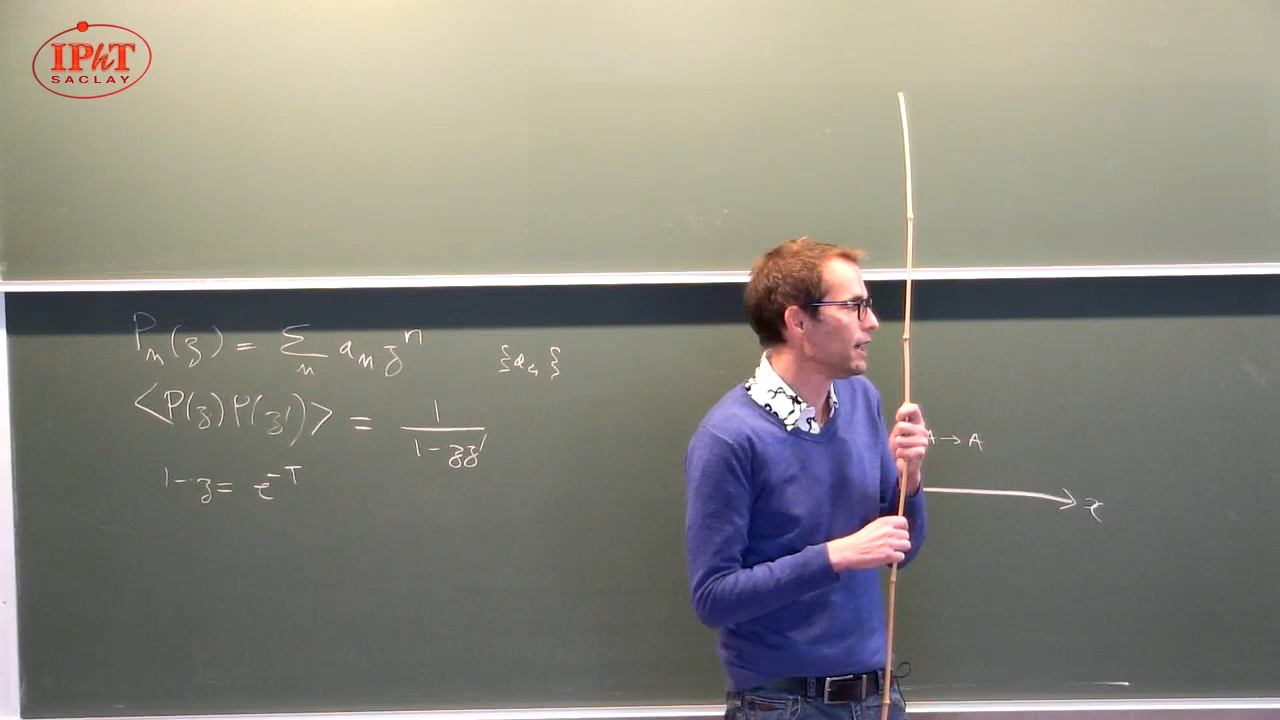 IPhT
SACLAY
P_n(z) = Σ_n a_n z^n {a_n}
<P(z)P(z')> = 1/(1-zz')
1-z = e^{-T}
A → A
x